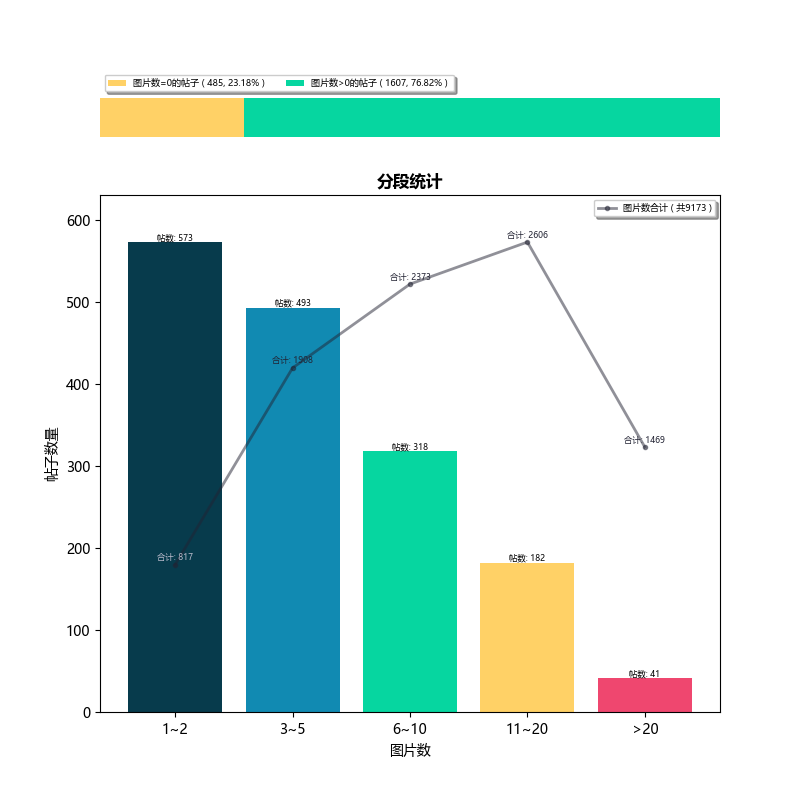 图片数=0的帖子 ( 485, 23.18% )
图片数>0的帖子 ( 1607, 76.82% )
分段统计
图片数合计 ( 共9173 )
600
500
400
300
200
100
0
帖子数量
帖数: 573
帖数: 493
帖数: 318
帖数: 182
帖数: 41
合计: 817
合计: 1908
合计: 2373
合计: 2606
合计: 1469
1~2
3~5
6~10
11~20
>20
图片数